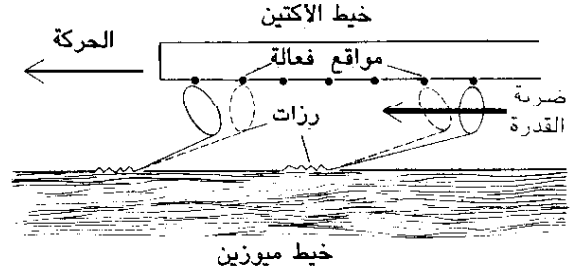 خيط الأكتين
الحركة
مواقع فعالة
ضربة
القدرة
رزات
خيط ميوزين